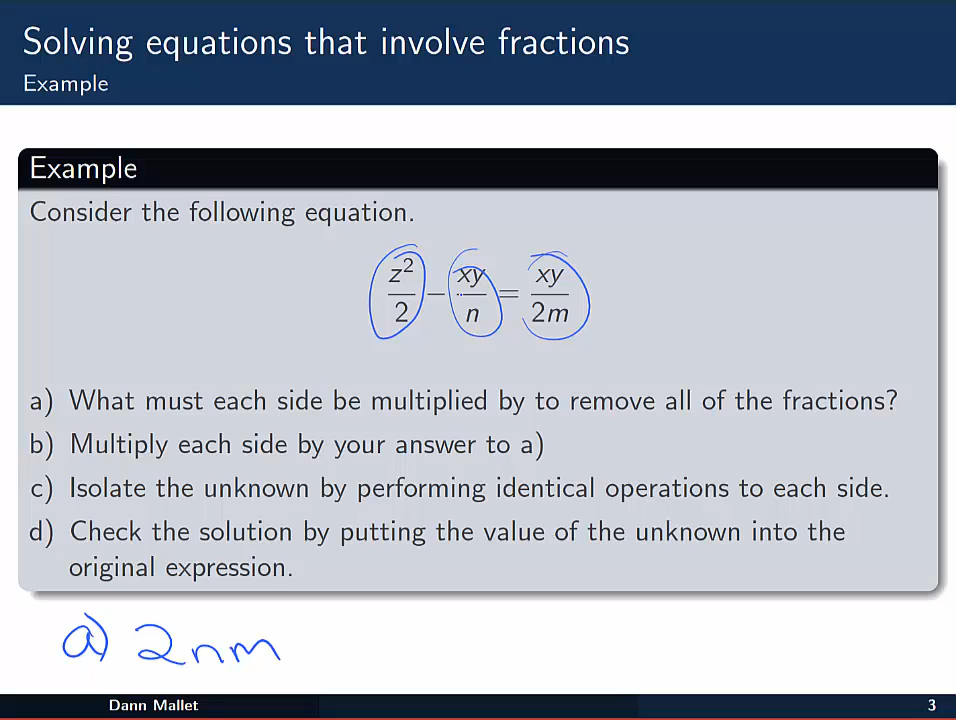 Solving equations that involve fractions
Example
Example
Consider the following equation.
z²/2 − xy/n = xy/2m
a) What must each side be multiplied by to remove all of the fractions?
b) Multiply each side by your answer to a)
c) Isolate the unknown by performing identical operations to each side.
d) Check the solution by putting the value of the unknown into the
original expression.
a) 2nm
Dann Mallet 3